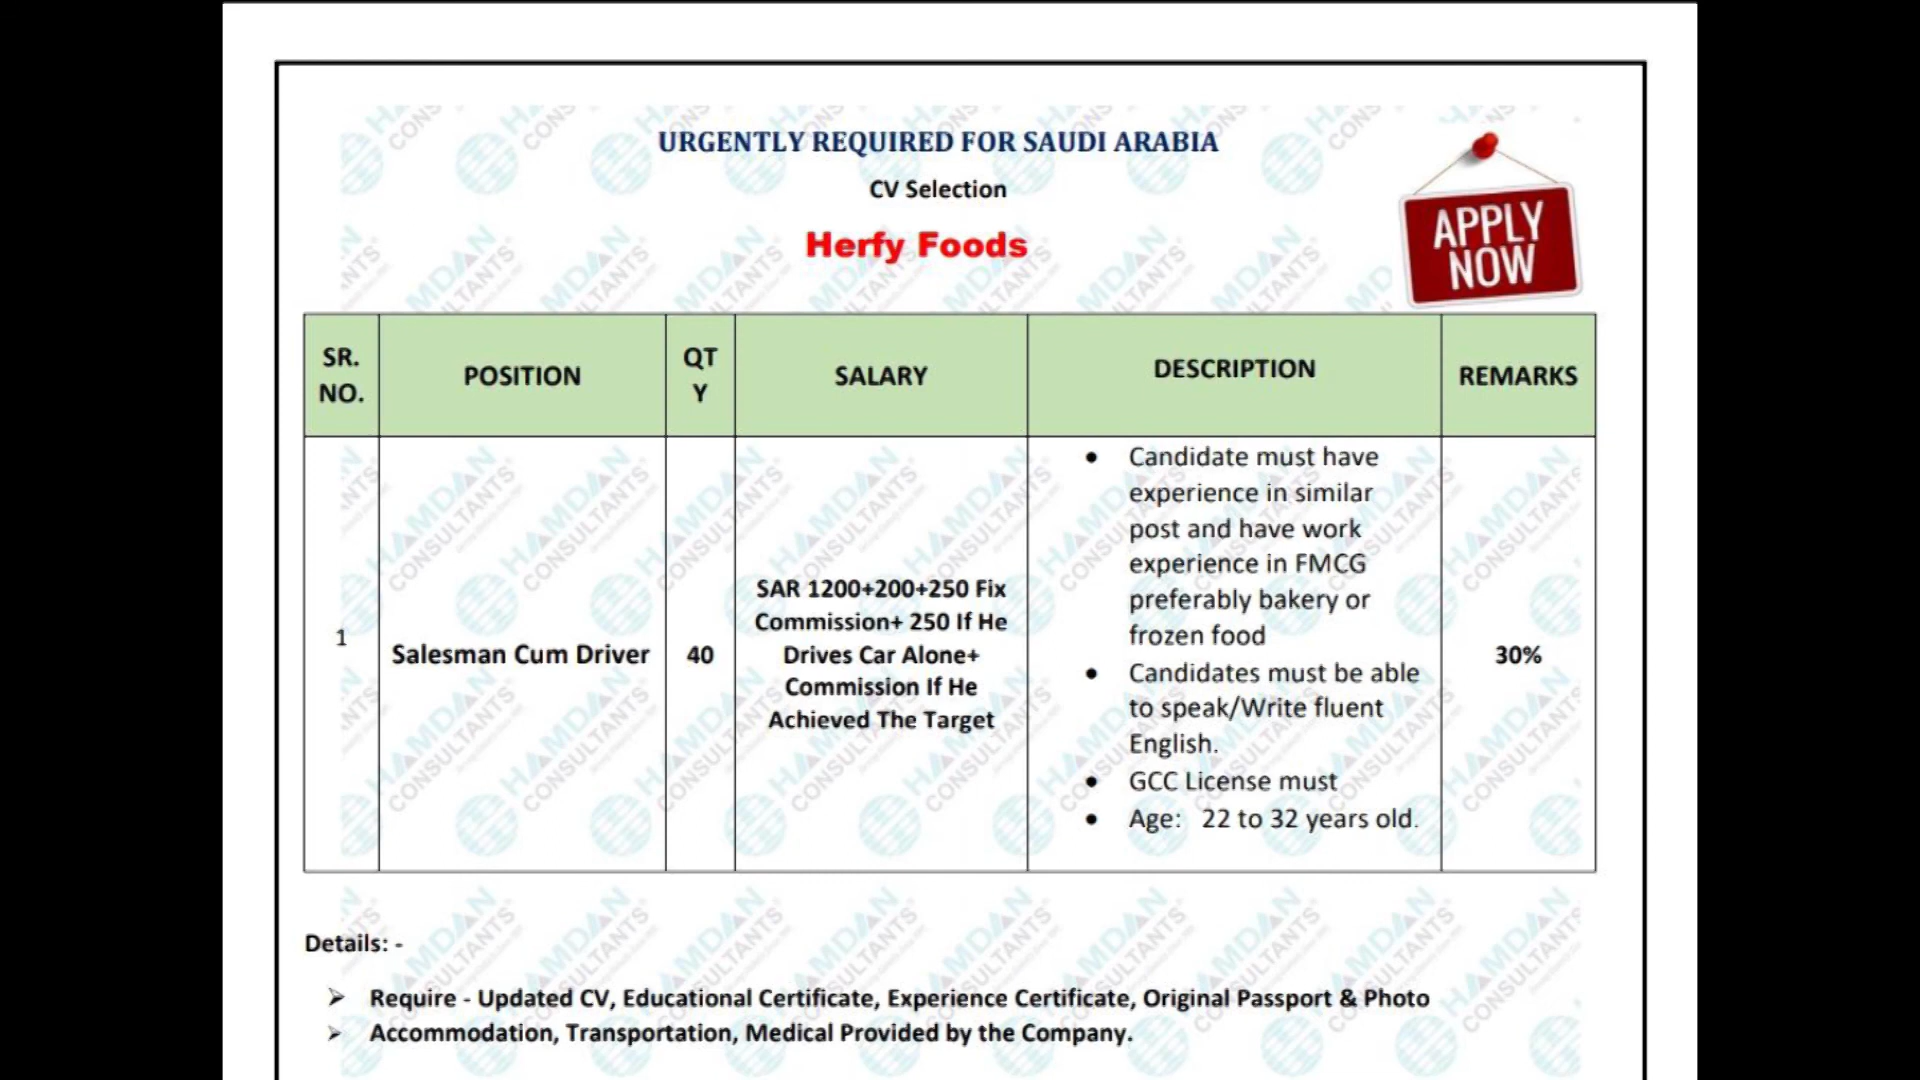 URGENTLY REQUIRED FOR SAUDI ARABIA
CV Selection
Herfy Foods
APPLY
NOW
SR.
NO.
POSITION
QT
Y
SALARY
DESCRIPTION
REMARKS
1
Salesman Cum Driver
40
SAR 1200+200+250 Fix
Commission+ 250 If He
Drives Car Alone+
Commission If He
Achieved The Target
• Candidate must have
experience in similar
post and have work
experience in FMCG
preferably bakery or
frozen food
• Candidates must be able
to speak/Write fluent
English.
• GCC License must
• Age: 22 to 32 years old.
30%
Details: -
➢ Require - Updated CV, Educational Certificate, Experience Certificate, Original Passport & Photo
➢ Accommodation, Transportation, Medical Provided by the Company.
HAMDAN
CONSULTANTS